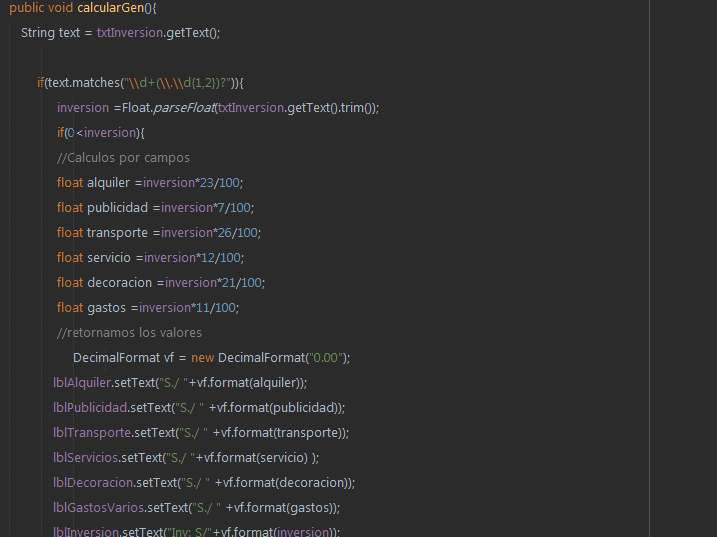 public void calcularGen(){
String text = txtInversion.getText();
if(text.matches("\\d+(\\.\\d{1,2})?")){
inversion =Float.parseFloat(txtInversion.getText().trim());
if(0<inversion){
//Calculos por campos
float alquiler =inversion*23/100;
float publicidad =inversion*7/100;
float transporte =inversion*26/100;
float servicio =inversion*12/100;
float decoracion =inversion*21/100;
float gastos =inversion*11/100;
//retornamos los valores
DecimalFormat vf = new DecimalFormat("0.00");
lblAlquiler.setText("S./ "+vf.format(alquiler));
lblPublicidad.setText("S./ " +vf.format(publicidad));
lblTransporte.setText("S./ " +vf.format(transporte));
lblServicios.setText("S./ "+vf.format(servicio) );
lblDecoracion.setText("S./ " +vf.format(decoracion));
lblGastosVarios.setText("S./ " +vf.format(gastos));
lblInversion.setText("Inv: S/"+vf.format(inversion));